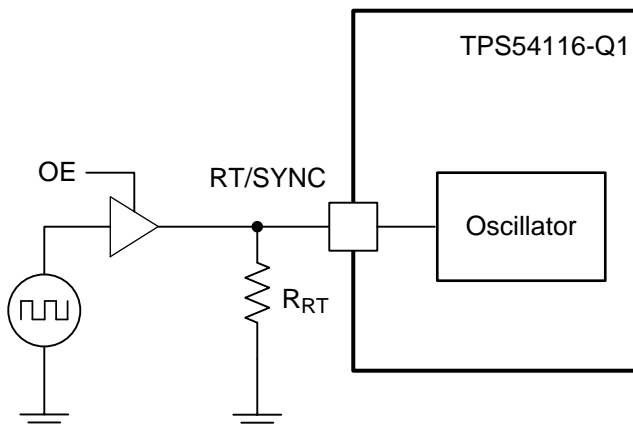 TPS54116-Q1
OE
RT/SYNC
Oscillator
RRT